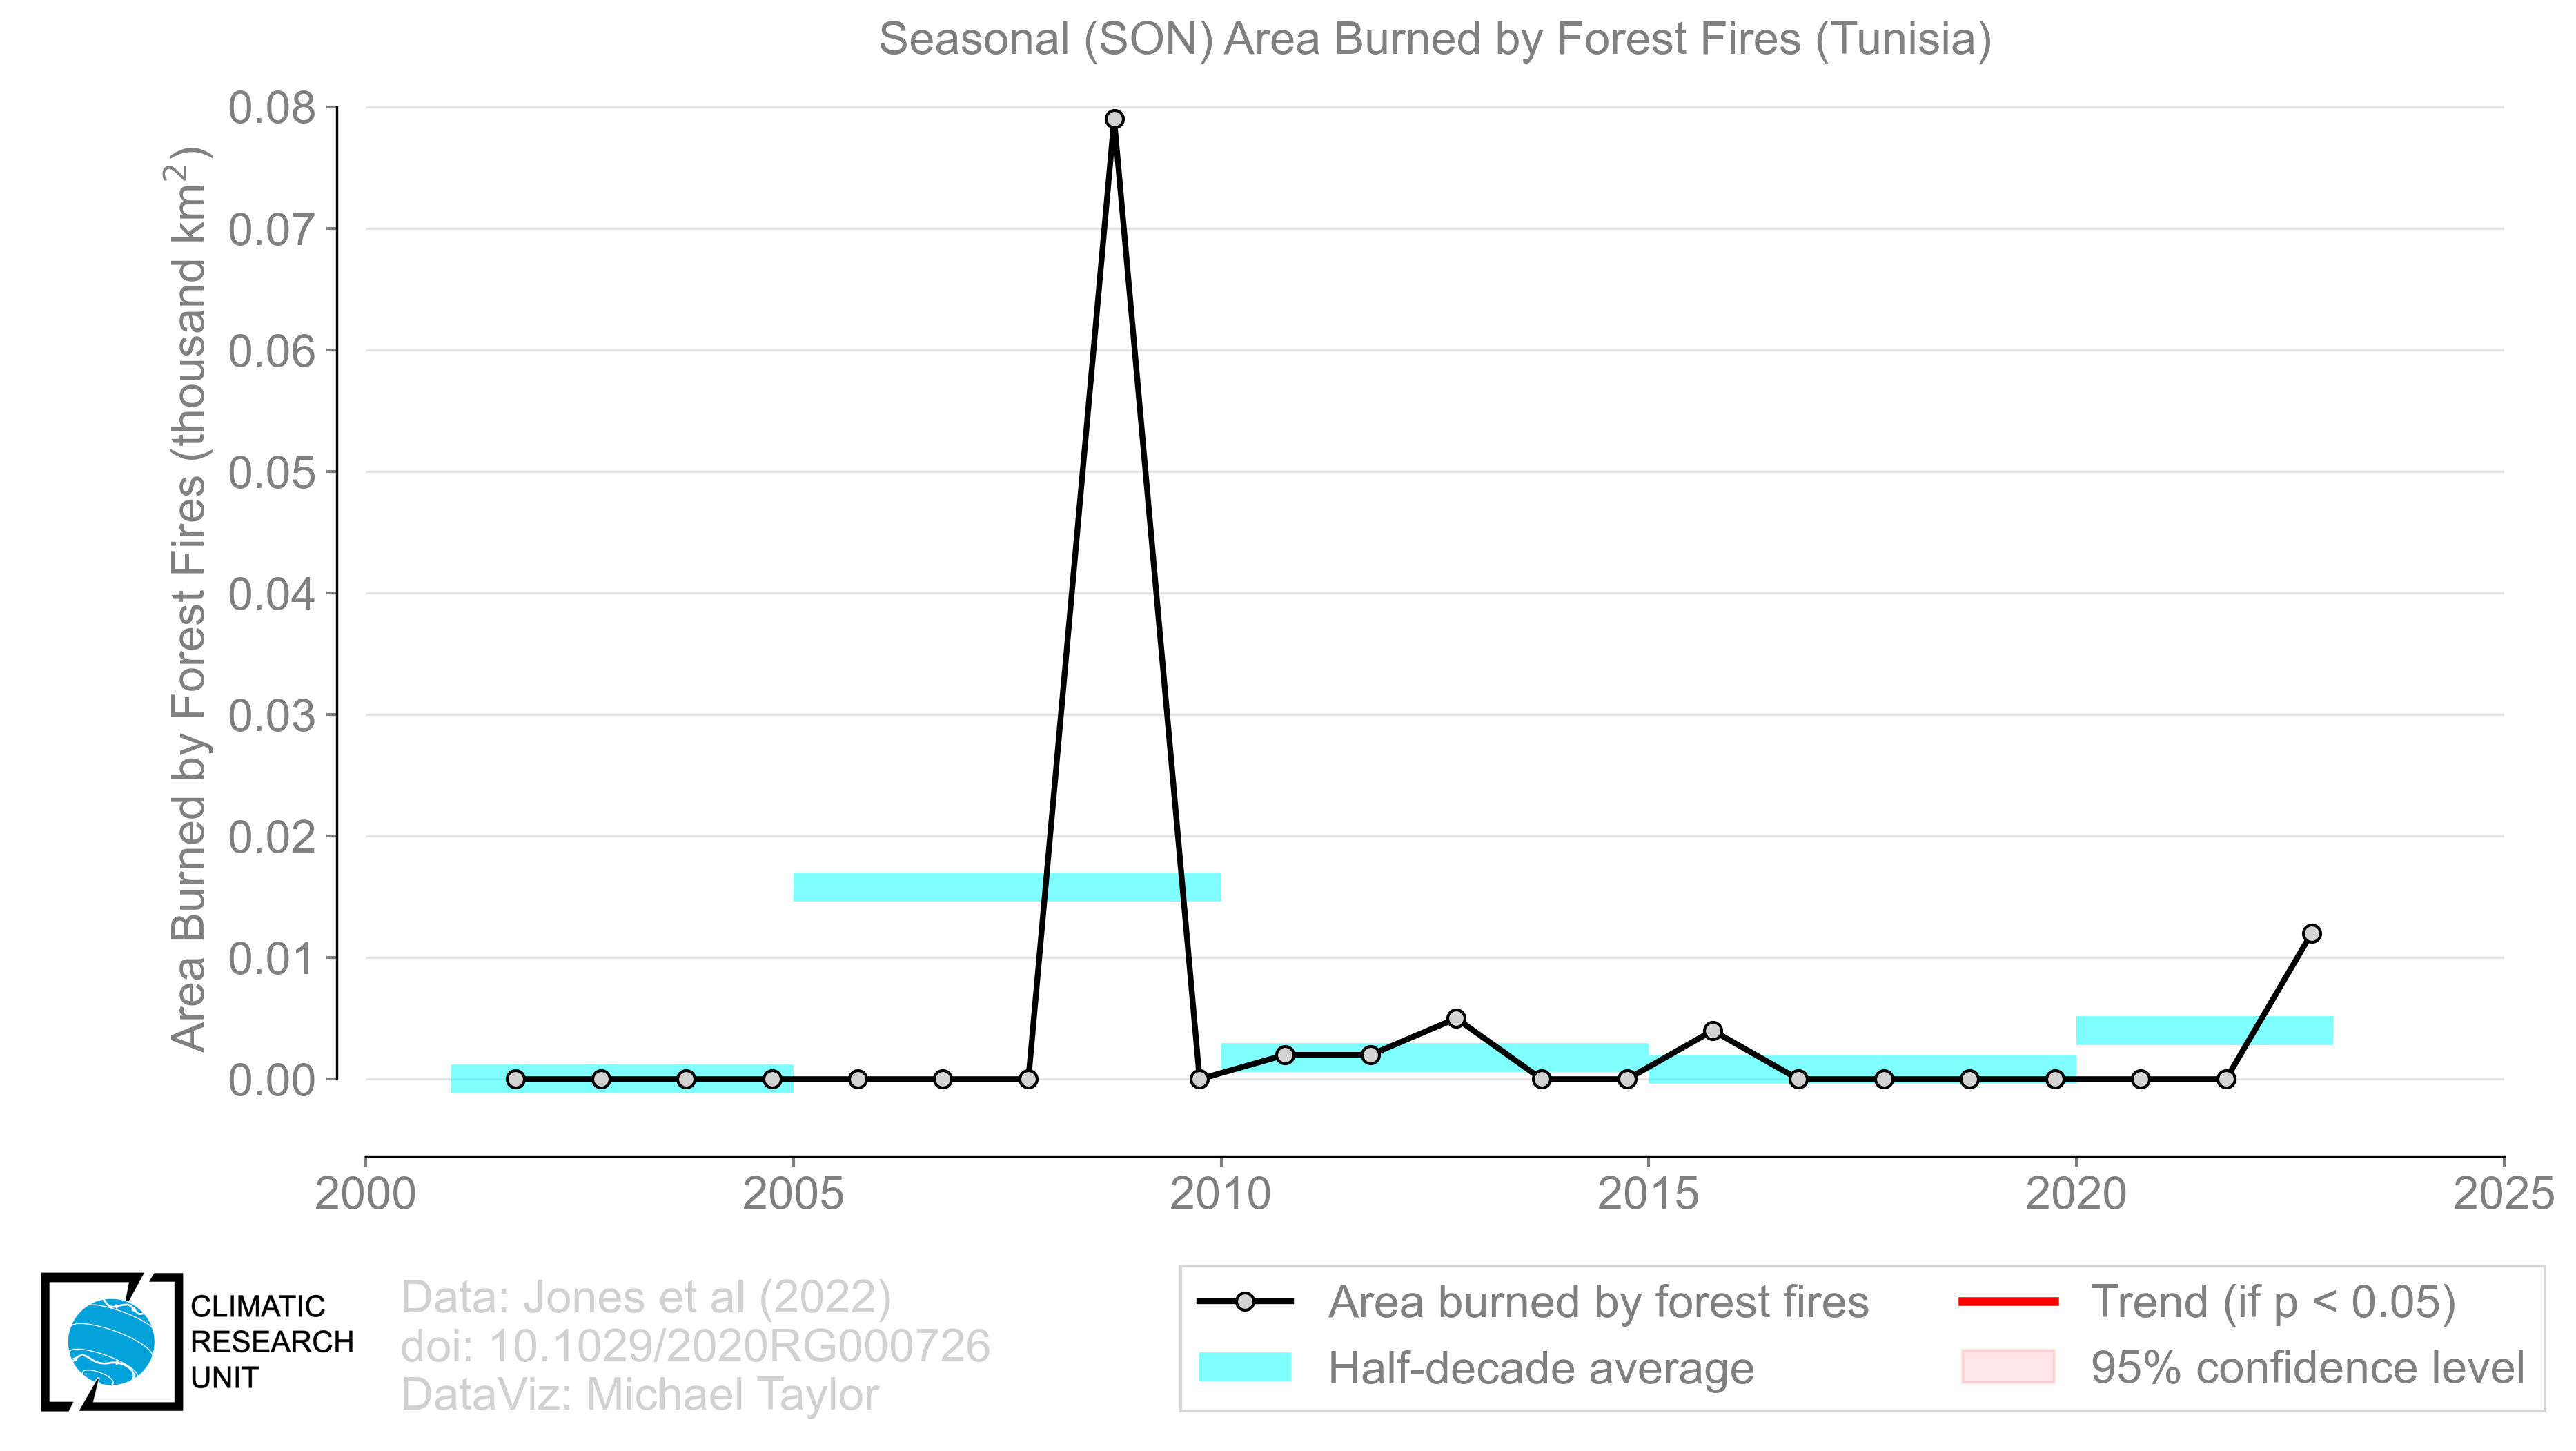 Seasonal (SON) Area Burned by Forest Fires (Tunisia)
Area Burned by Forest Fires (thousand km²)
0.08
0.07
0.06
0.05
0.04
0.03
0.02
0.01
0.00
2000 2005 2010 2015 2020 2025
CLIMATIC
RESEARCH
UNIT
Data: Jones et al (2022)
doi: 10.1029/2020RG000726
DataViz: Michael Taylor
Area burned by forest fires
Half-decade average
Trend (if p < 0.05)
95% confidence level